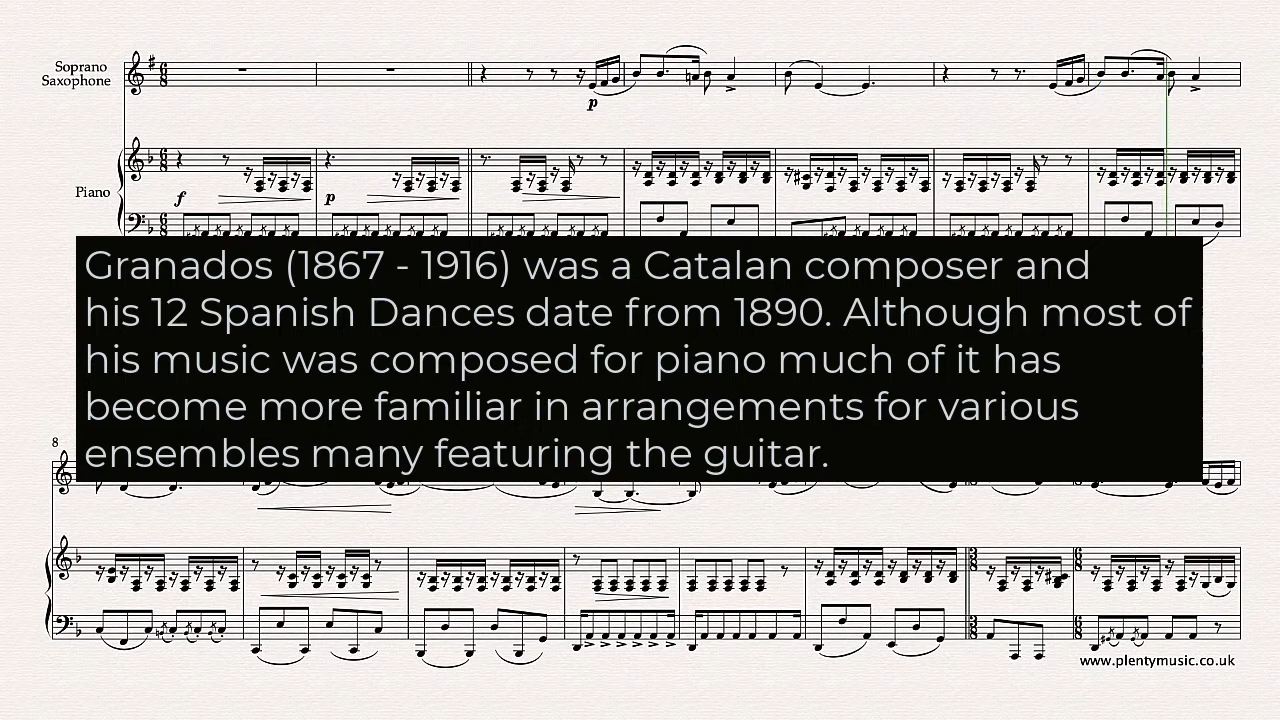 Soprano
Saxophone
p
Piano
f
p
Granados (1867 - 1916) was a Catalan composer and
his 12 Spanish Dances date from 1890. Although most of
his music was composed for piano much of it has
become more familiar in arrangements for various
ensembles many featuring the guitar.
8
www.plentymusic.co.uk